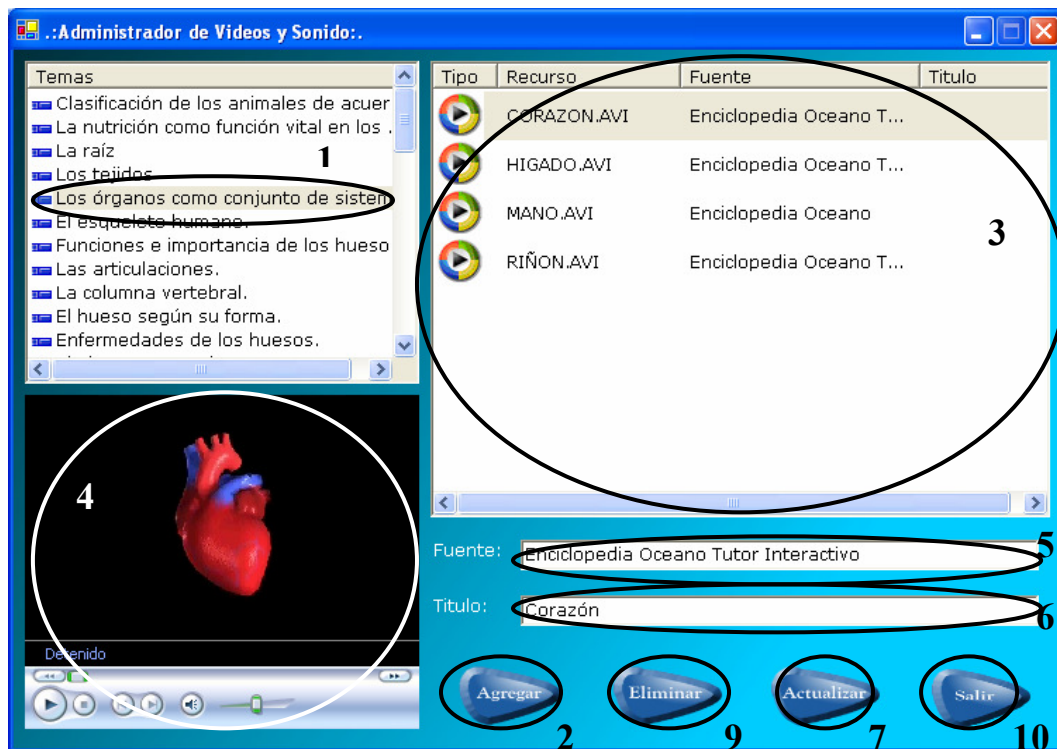 .:Administrador de Videos y Sonido:.
Temas
Clasificación de los animales de acuer
La nutrición como función vital en los .
La raíz
1
Los tejidos
Los órganos como conjunto de sistem
El esqueleto humano.
Funciones e importancia de los hueso
Las articulaciones.
La columna vertebral.
El hueso según su forma.
Enfermedades de los huesos.
Tipo Recurso Fuente Titulo
CORAZON.AVI Enciclopedia Oceano T...
HIGADO.AVI Enciclopedia Oceano T...
MANO.AVI Enciclopedia Oceano
3
RIÑON.AVI Enciclopedia Oceano T...
4
Detenido
Fuente: Enciclopedia Oceano Tutor Interactivo 5
Titulo: Corazón 6
Agregar Eliminar Actualizar Salir
2 9 7 10